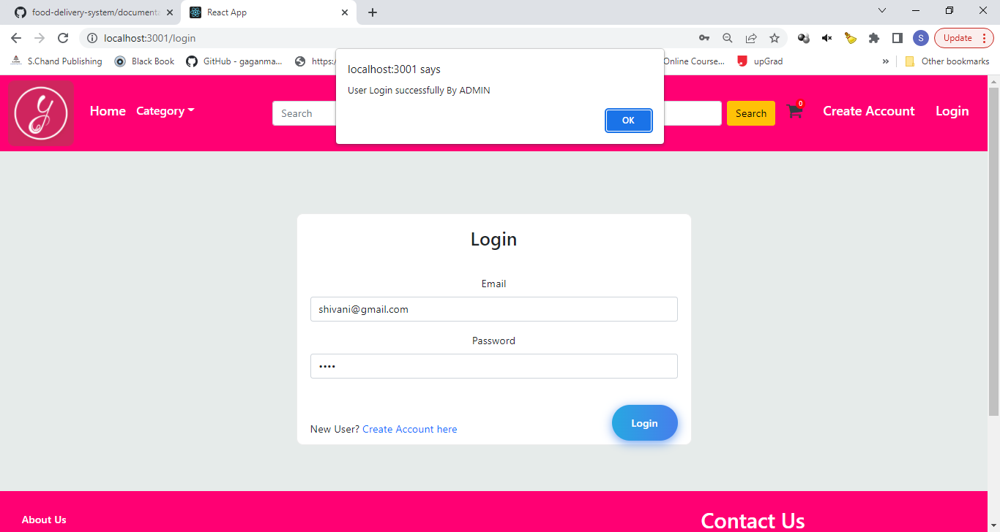 food-delivery-system/documenta
React App
localhost:3001/login
S
Update
S.Chand Publishing
Black Book
GitHub - gaganma...
https:/
Online Course...
upGrad
»
Other bookmarks
localhost:3001 says
User Login successfully By ADMIN
OK
y
Home
Category
Search
Search
0
Create Account
Login
Login
Email
shivani@gmail.com
Password
••••
New User? Create Account here
Login
About Us
Contact Us